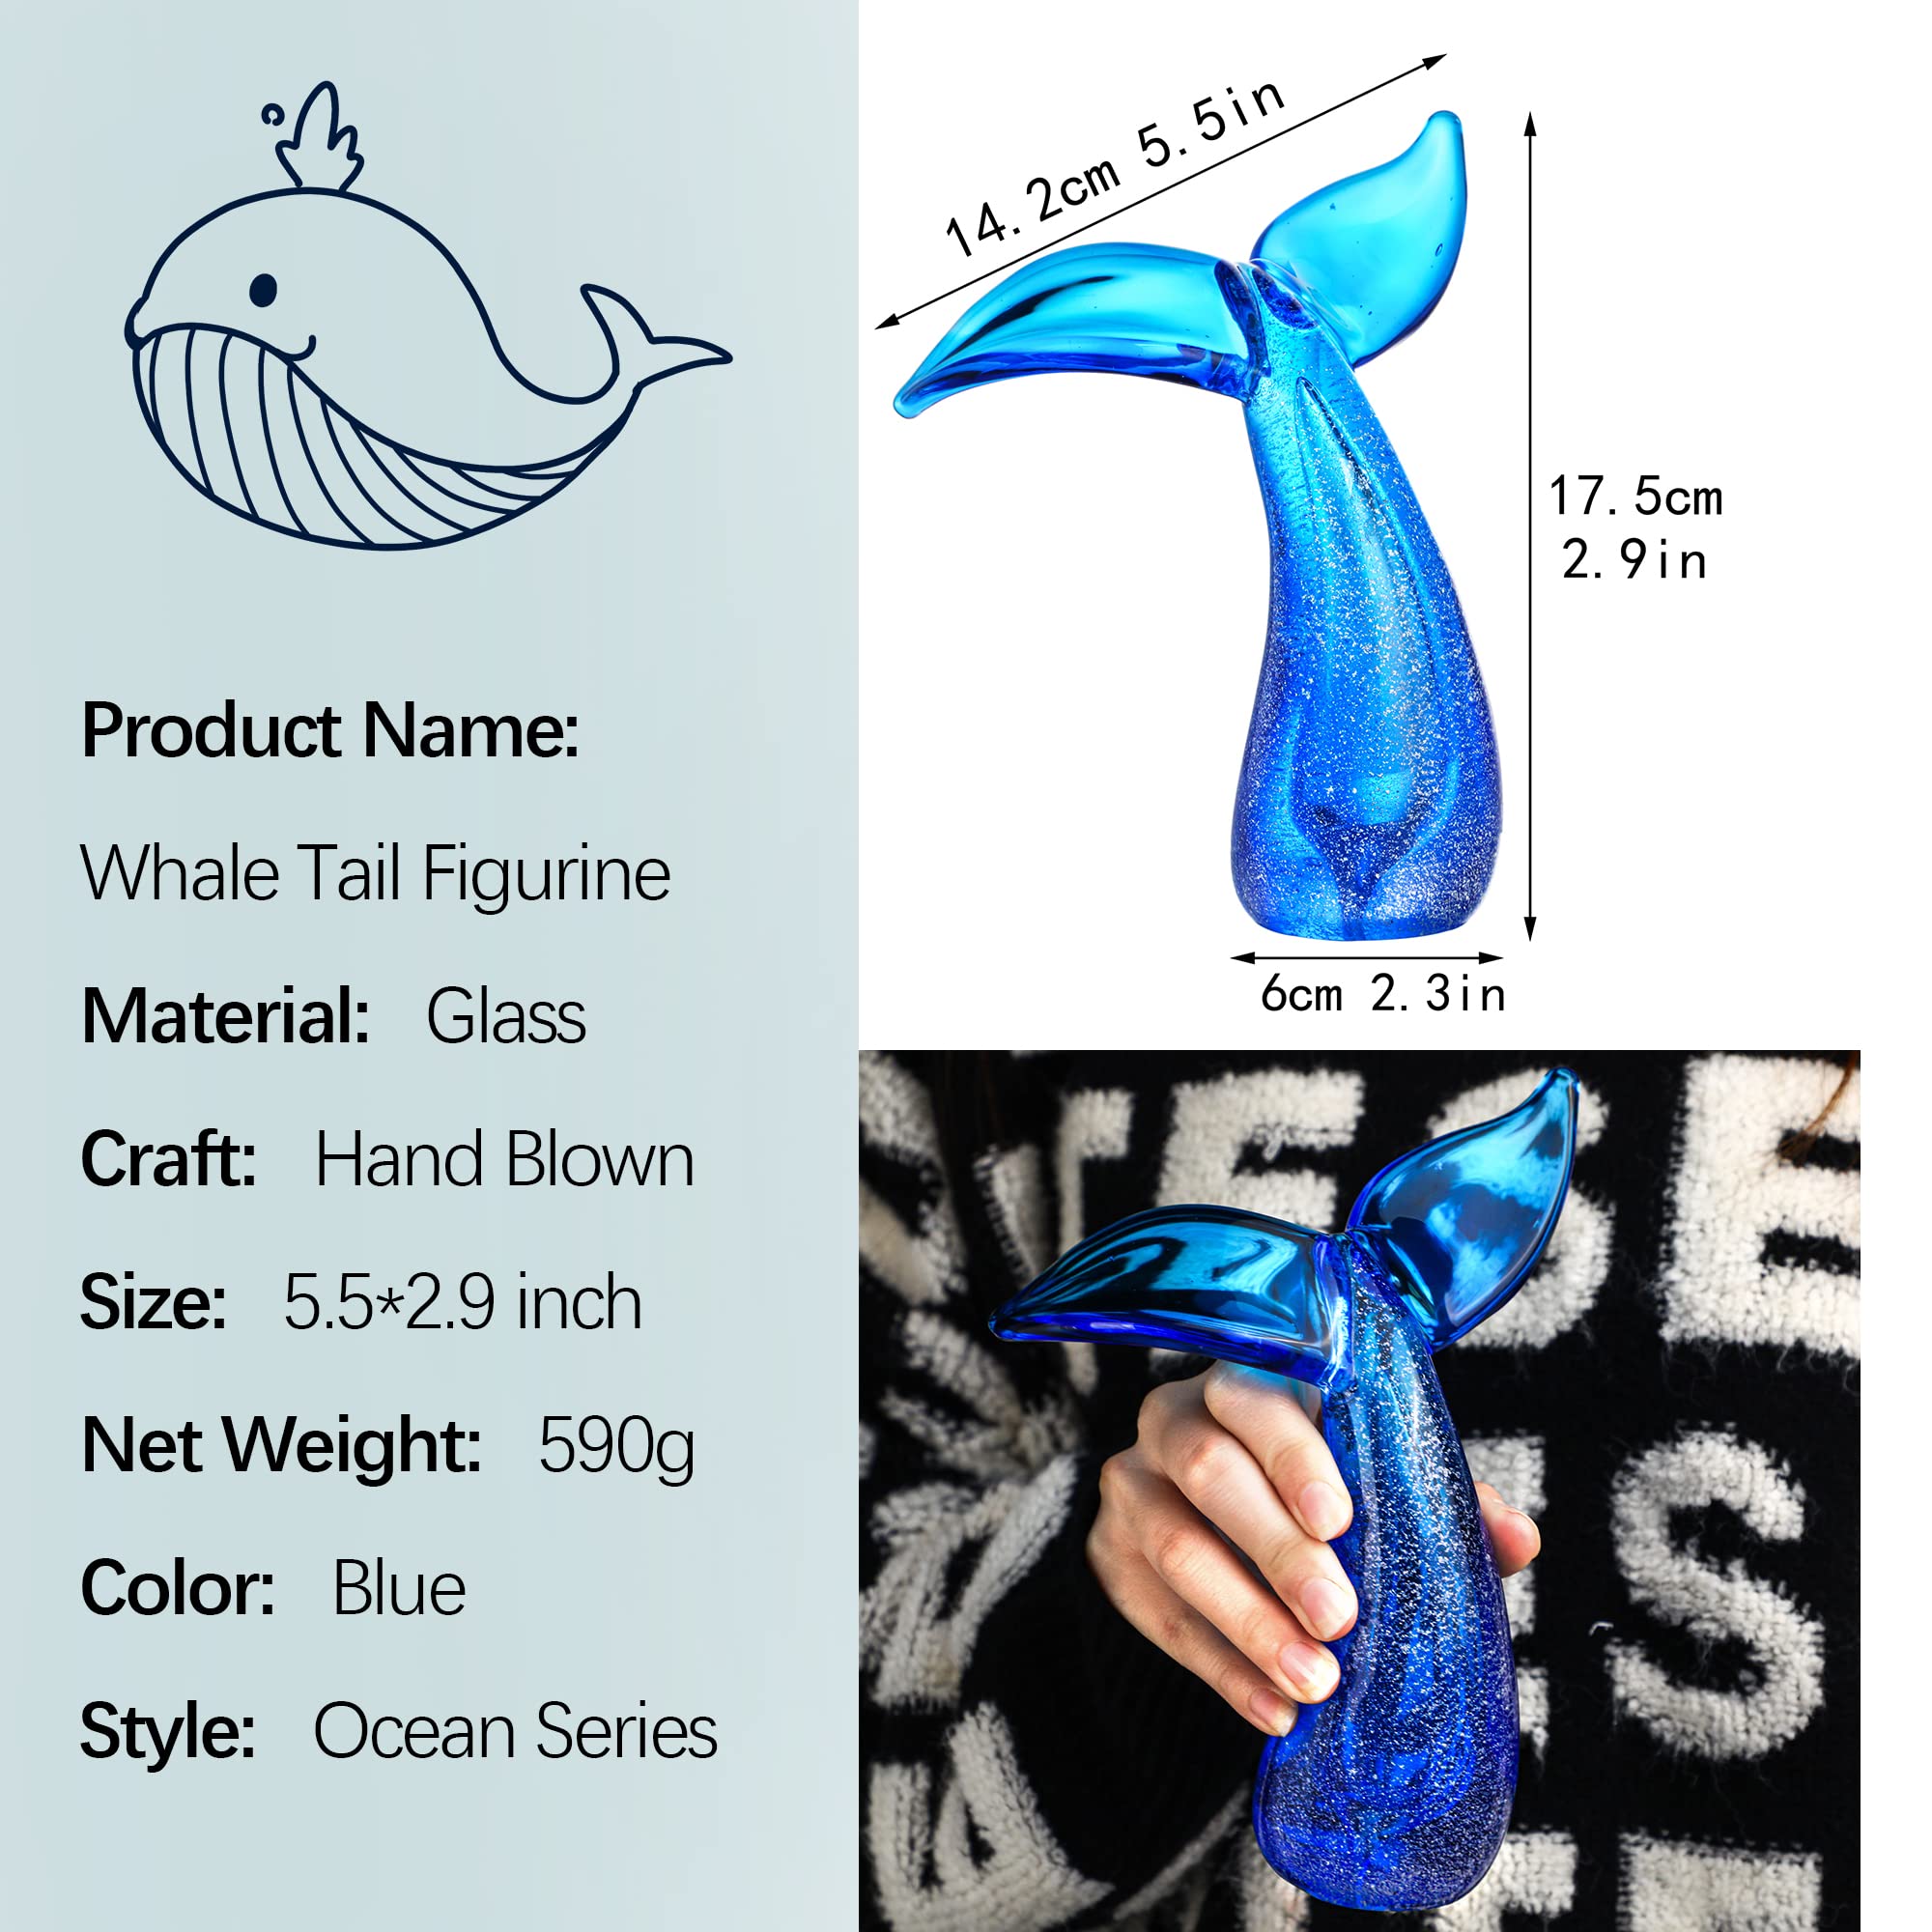 Product Name:
Whale Tail Figurine
Material: Glass
Craft: Hand Blown
Size: 5.5*2.9 inch
Net Weight: 590g
Color: Blue
Style: Ocean Series
14.2cm 5.5in
17.5cm
2.9in
6cm 2.3in